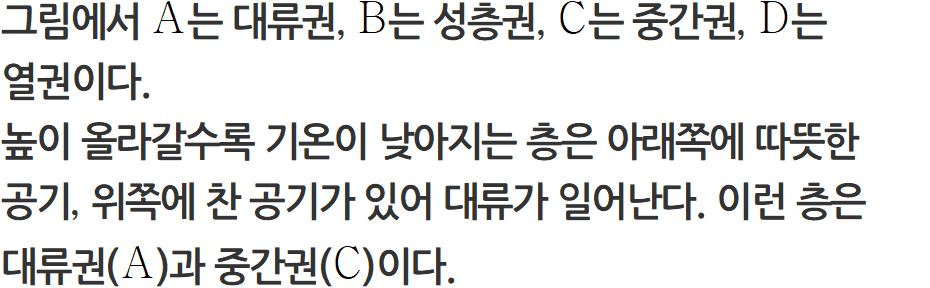 그림에서 A는 대류권, B는 성층권, C는 중간권, D는
열권이다.
높이 올라갈수록 기온이 낮아지는 층은 아래쪽에 따뜻한
공기, 위쪽에 찬 공기가 있어 대류가 일어난다. 이런 층은
대류권(A)과 중간권(C)이다.